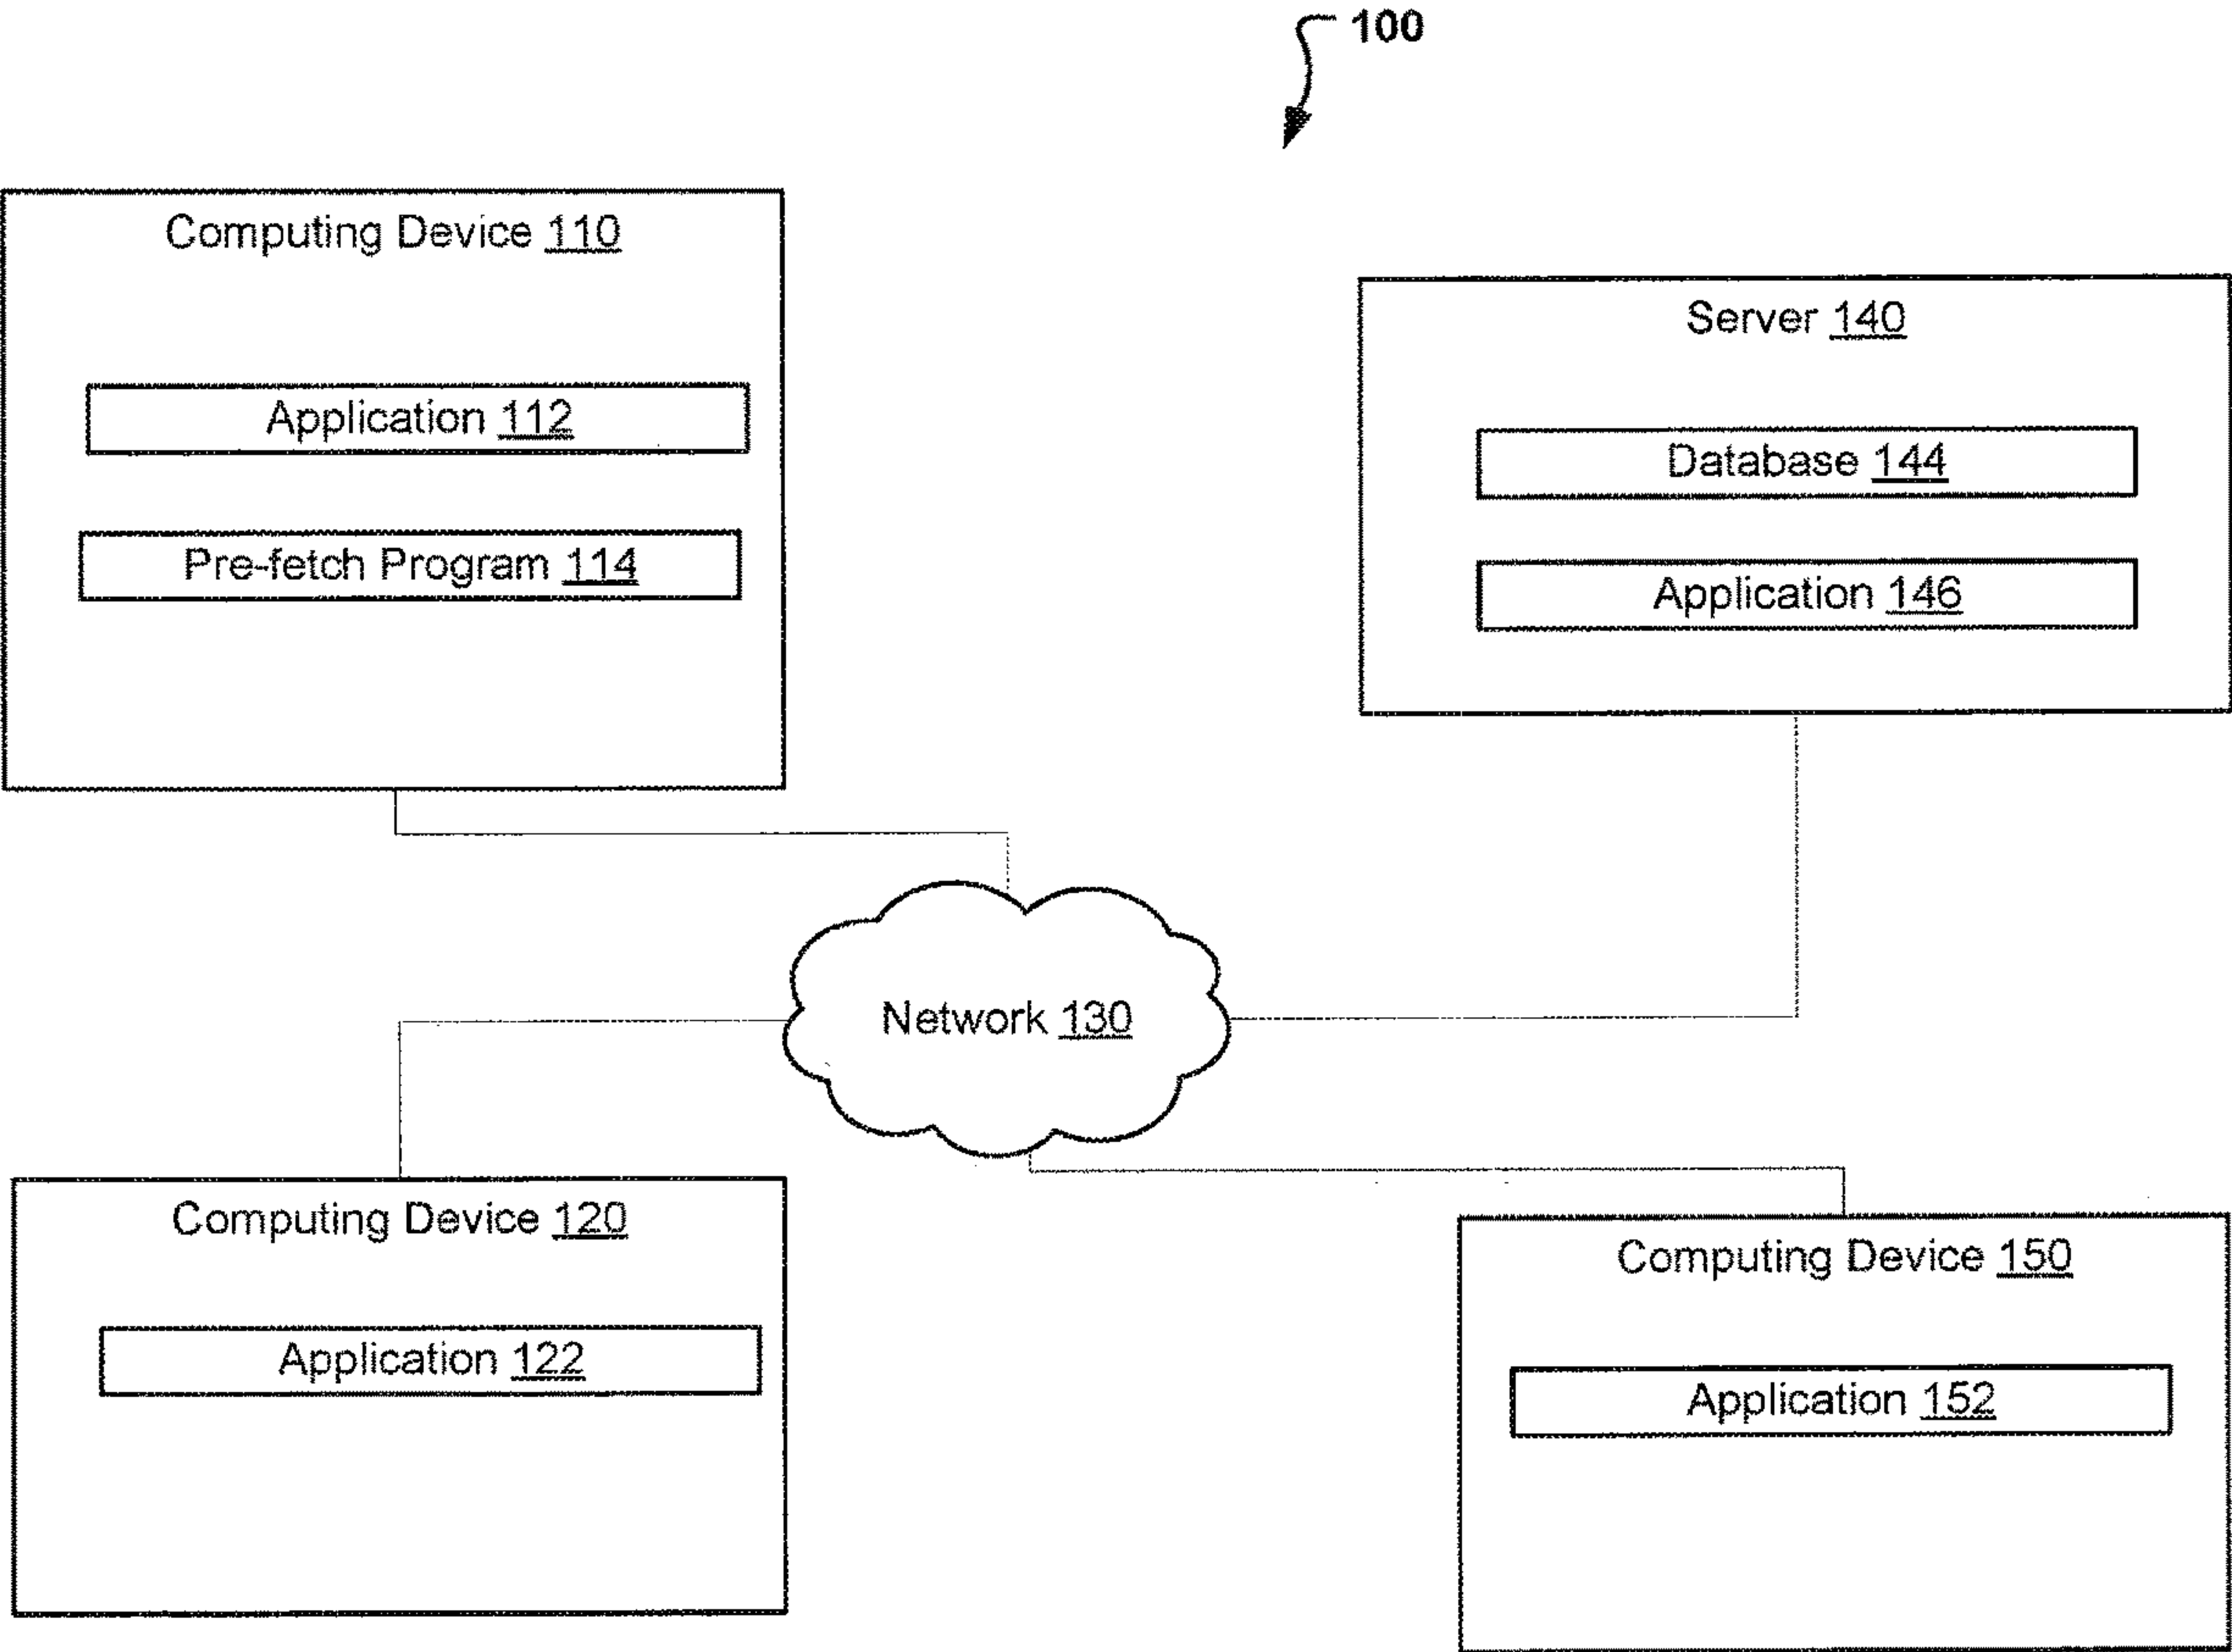 100
Computing Device 110
Application 112
Pre-fetch Program 114
Server 140
Database 144
Application 146
Network 130
Computing Device 120
Application 122
Computing Device 150
Application 152